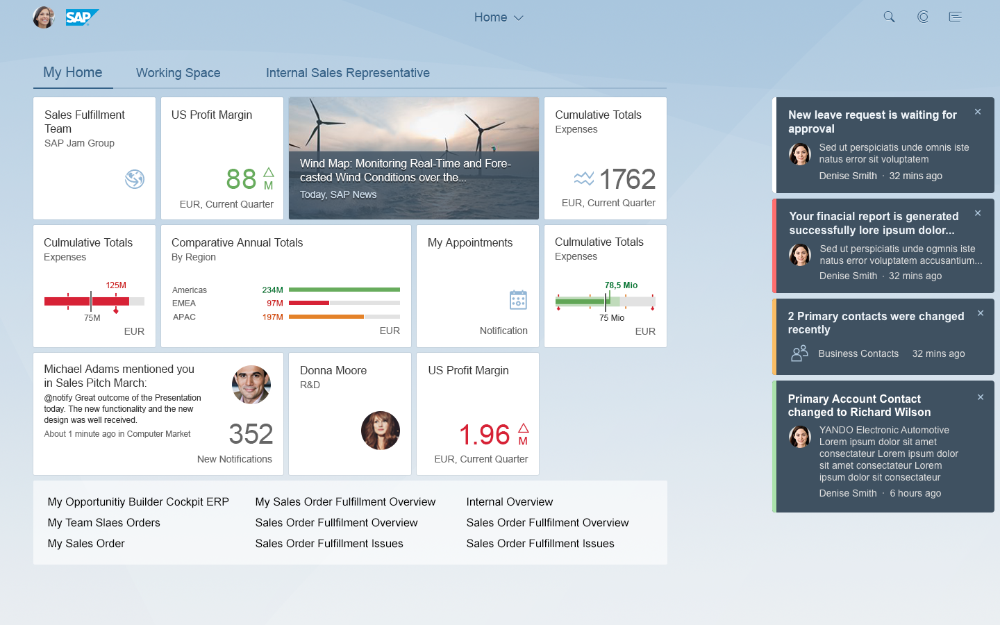 SAP
Home
My Home
Working Space
Internal Sales Representative
Sales Fulfillment
Team
SAP Jam Group
US Profit Margin
88
M
EUR, Current Quarter
Wind Map: Monitoring Real-Time and Fore-
casted Wind Conditions over the...
Today, SAP News
Cumulative Totals
Expenses
1762
EUR, Current Quarter
Culmulative Totals
Expenses
125M
75M
EUR
Comparative Annual Totals
By Region
Americas 234M
EMEA 97M
APAC 197M
EUR
My Appointments
Notification
Culmulative Totals
Expenses
78,5 Mio
75 Mio
EUR
Michael Adams mentioned you
in Sales Pitch March:
@notify Great outcome of the Presentation
today. The new functionality and the new
design was well received.
About 1 minute ago in Computer Market
352
New Notifications
Donna Moore
R&D
US Profit Margin
1.96
M
EUR, Current Quarter
My Opportunitiy Builder Cockpit ERP
My Team Slaes Orders
My Sales Order
My Sales Order Fulfillment Overview
Sales Order Fullfilment Overview
Sales Order Fulfillment Issues
Internal Overview
Sales Order Fullfilment Overview
Sales Order Fulfillment Issues
New leave request is waiting for
approval
Sed ut perspiciatis unde omnis iste
natus error sit voluptatem
Denise Smith · 32 mins ago
Your finacial report is generated
successfully lore ipsum dolor...
Sed ut perspiciatis unde ogmnis iste
natus error voluptatem accusantium...
Denise Smith · 32 mins ago
2 Primary contacts were changed
recently
Business Contacts 32 mins ago
Primary Account Contact
changed to Richard Wilson
YANDO Electronic Automotive
Lorem ipsum dolor sit amet
consectateur Lorem ipsum dolor
sit amet consectateur Lorem
ipsum dolor sit consectateur
Denise Smith · 6 hours ago